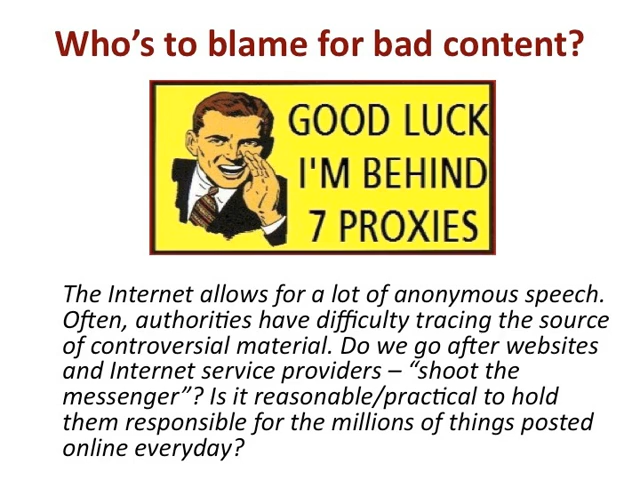 Who's to blame for bad content?
GOOD LUCK
I'M BEHIND
7 PROXIES
The Internet allows for a lot of anonymous speech.
Often, authorities have difficulty tracing the source
of controversial material. Do we go after websites
and Internet service providers – “shoot the
messenger”? Is it reasonable/practical to hold
them responsible for the millions of things posted
online everyday?